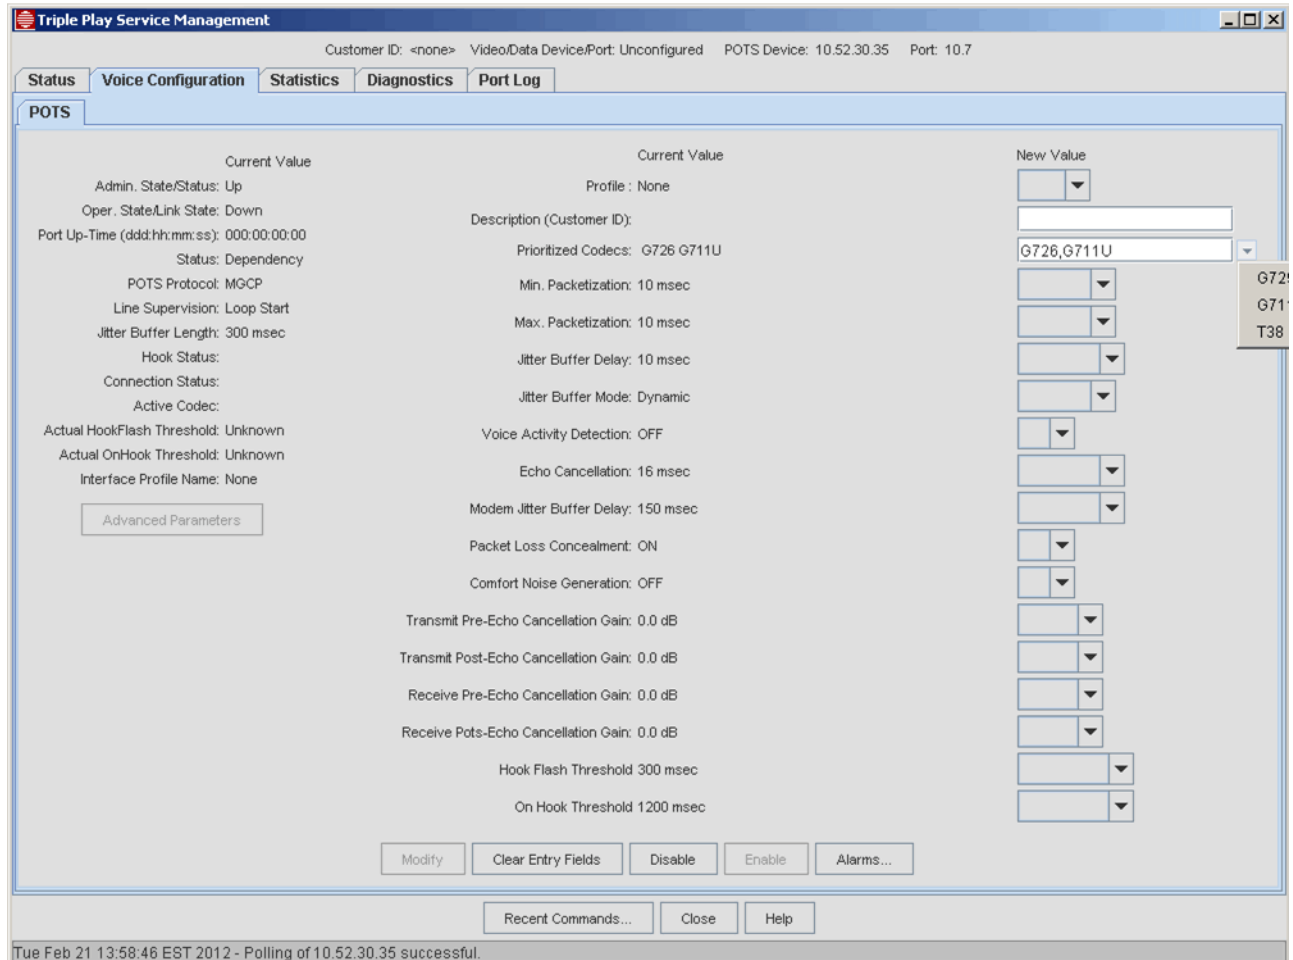 Triple Play Service Management
Customer ID: <none> Video/Data Device/Port: Unconfigured POTS Device: 10.52.30.35 Port: 10.7
Status Voice Configuration Statistics Diagnostics Port Log
POTS
Current Value
Admin. State/Status: Up
Oper. State/Link State: Down
Port Up-Time (ddd:hh:mm:ss): 000:00:00:00
Status: Dependency
POTS Protocol: MGCP
Line Supervision: Loop Start
Jitter Buffer Length: 300 msec
Hook Status:
Connection Status:
Active Codec:
Actual HookFlash Threshold: Unknown
Actual OnHook Threshold: Unknown
Interface Profile Name: None
Advanced Parameters
Current Value New Value
Profile : None
Description (Customer ID):
Prioritized Codecs: G726 G711U G726,G711U
G729
G711
T38
Min. Packetization: 10 msec
Max. Packetization: 10 msec
Jitter Buffer Delay: 10 msec
Jitter Buffer Mode: Dynamic
Voice Activity Detection: OFF
Echo Cancellation: 16 msec
Modem Jitter Buffer Delay: 150 msec
Packet Loss Concealment: ON
Comfort Noise Generation: OFF
Transmit Pre-Echo Cancellation Gain: 0.0 dB
Transmit Post-Echo Cancellation Gain: 0.0 dB
Receive Pre-Echo Cancellation Gain: 0.0 dB
Receive Pots-Echo Cancellation Gain: 0.0 dB
Hook Flash Threshold 300 msec
On Hook Threshold 1200 msec
Modify Clear Entry Fields Disable Enable Alarms...
Recent Commands... Close Help
Tue Feb 21 13:58:46 EST 2012 - Polling of 10.52.30.35 successful.